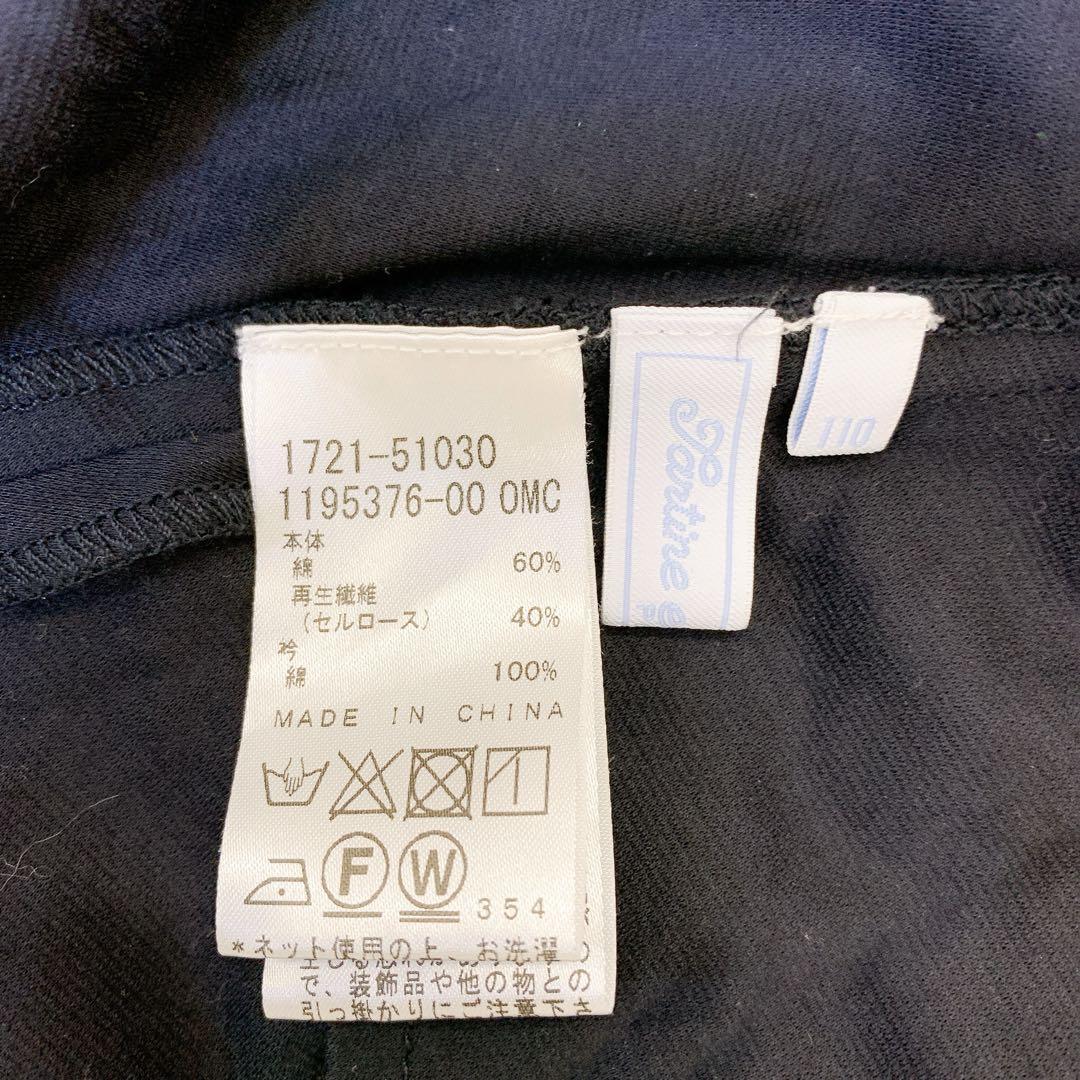 1721-51030
1195376-00 OMC
本体
綿 60%
再生繊維
(セルロース) 40%
衿
綿 100%
MADE IN CHINA
F W 354
*ネット使用の上、お洗濯
で、装飾品や他の物との
引っ掛かりにご注意下さ
Tartine e
110